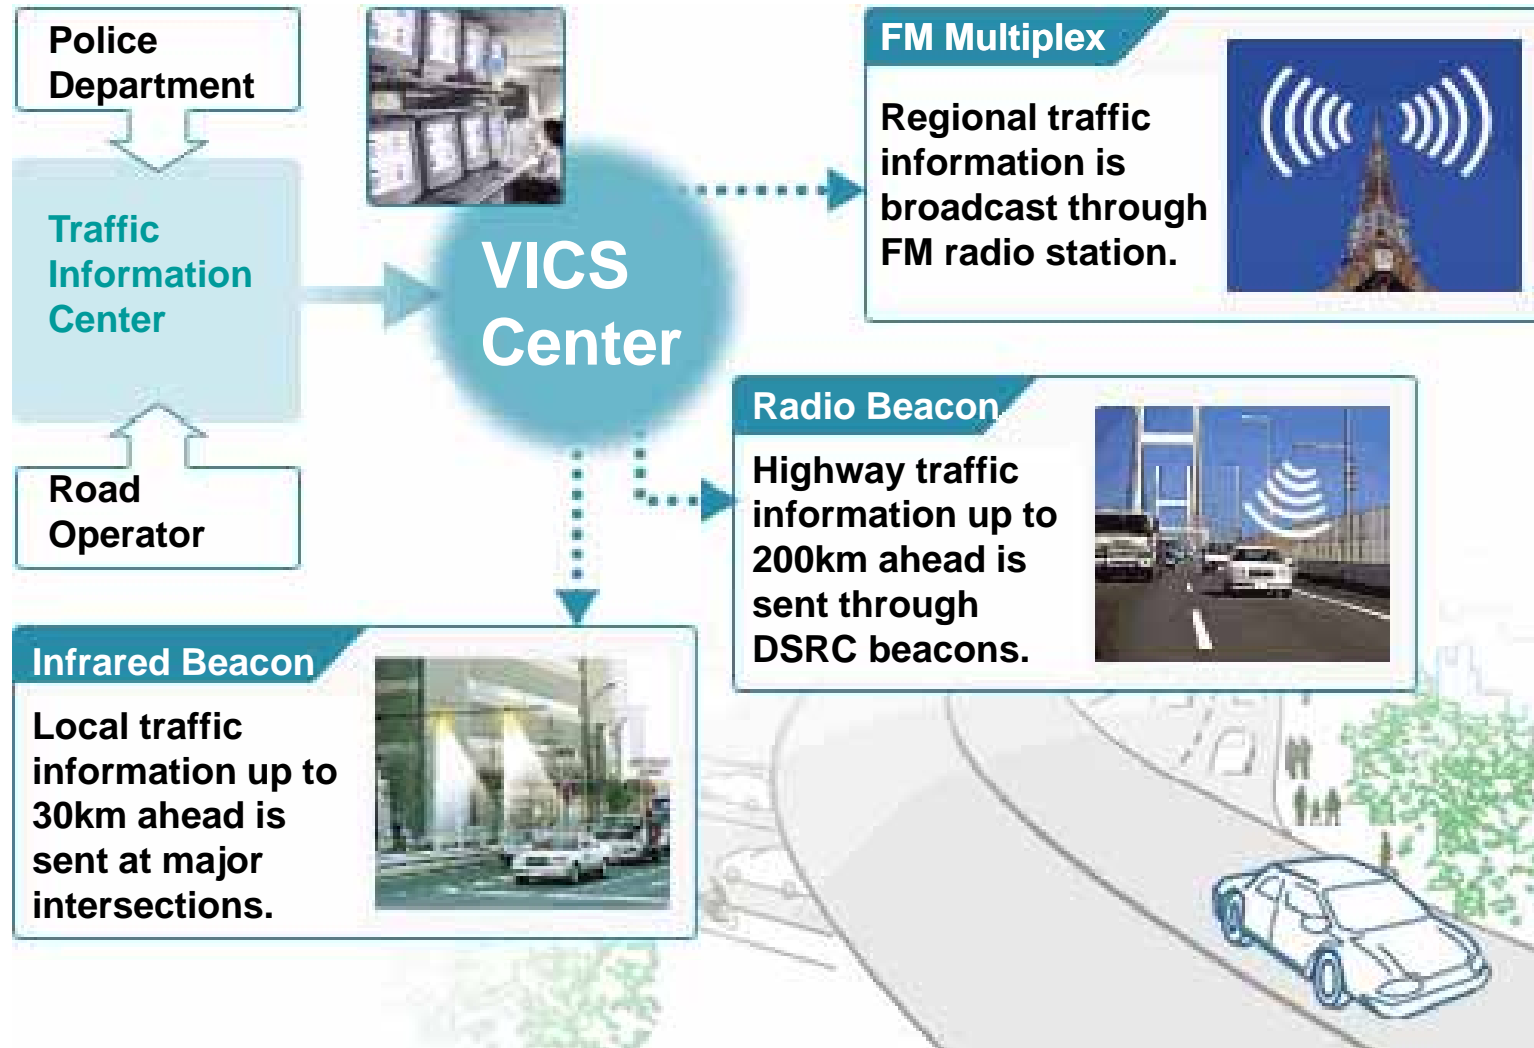 Police
Department
Traffic
Information
Center
Road
Operator
VICS
Center
FM Multiplex
Regional traffic
information is
broadcast through
FM radio station.
Radio Beacon
Highway traffic
information up to
200km ahead is
sent through
DSRC beacons.
Infrared Beacon
Local traffic
information up to
30km ahead is
sent at major
intersections.